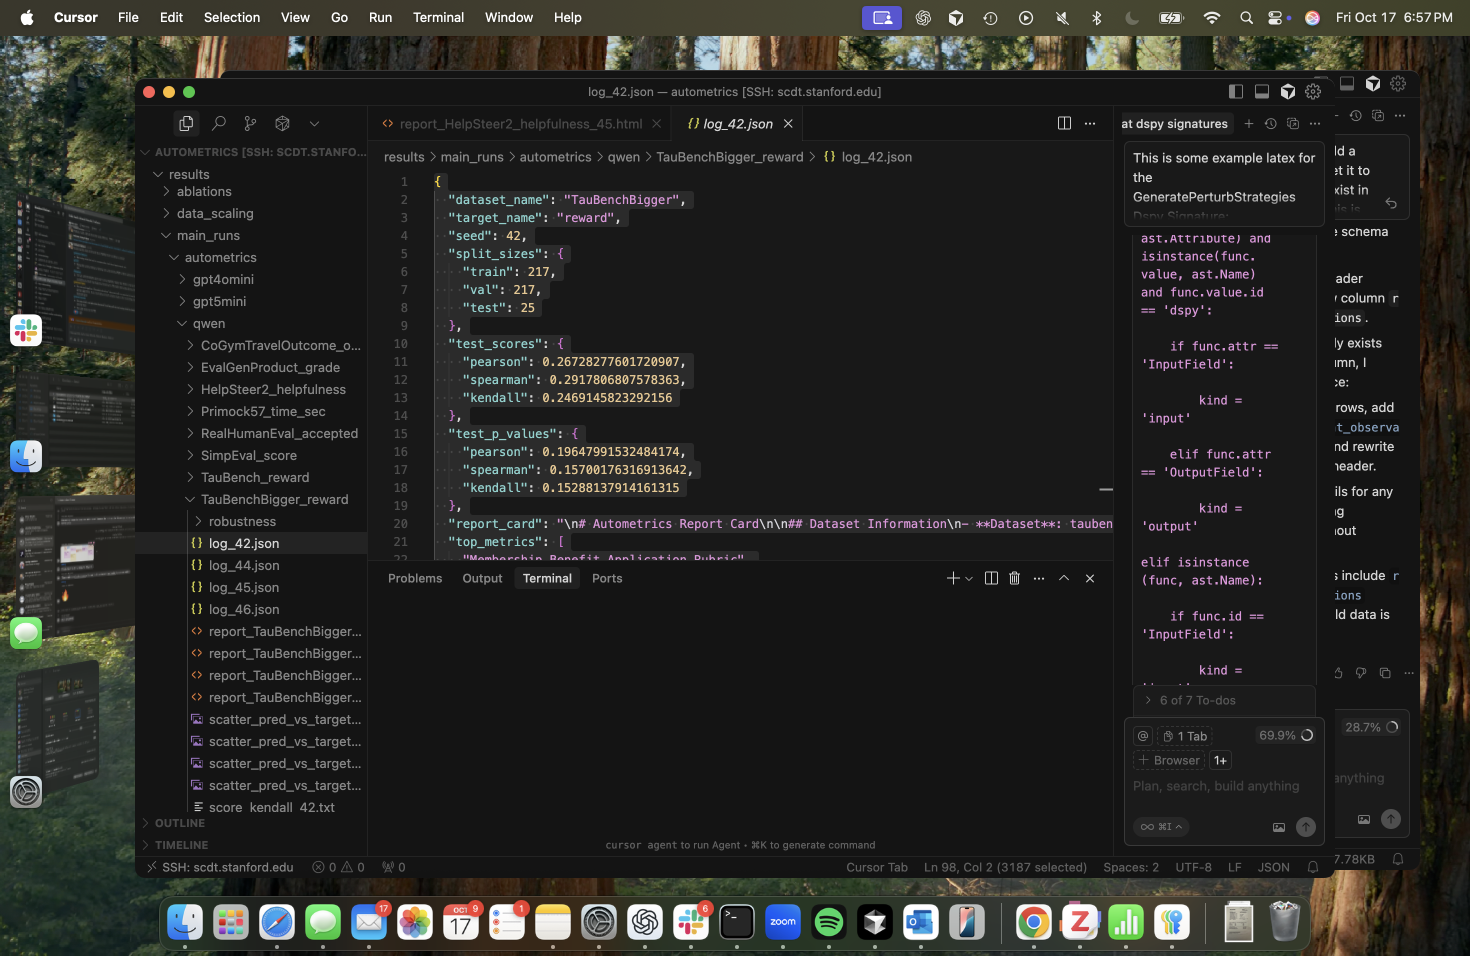 Cursor File Edit Selection View Go Run Terminal Window Help
Fri Oct 17 6:57 PM
log_42.json — autometrics [SSH: scdt.stanford.edu]
report_HelpSteer2_helpfulness_45.html
{} log_42.json
at dspy signatures
AUTOMETRICS [SSH: SCDT.STANFO...
results
ablations
data_scaling
main_runs
autometrics
gpt4omini
gpt5mini
qwen
CoGymTravelOutcome_o...
EvalGenProduct_grade
HelpSteer2_helpfulness
Primock57_time_sec
RealHumanEval_accepted
SimpEval_score
TauBench_reward
TauBenchBigger_reward
robustness
{} log_42.json
{} log_44.json
{} log_45.json
{} log_46.json
<> report_TauBenchBigger...
<> report_TauBenchBigger...
<> report_TauBenchBigger...
<> report_TauBenchBigger...
scatter_pred_vs_target...
scatter_pred_vs_target...
scatter_pred_vs_target...
scatter_pred_vs_target...
score_kendall_42.txt
OUTLINE
TIMELINE
results > main_runs > autometrics > qwen > TauBenchBigger_reward > {} log_42.json
1 {
2 "dataset_name": "TauBenchBigger",
3 "target_name": "reward",
4 "seed": 42,
5 "split_sizes": {
6 "train": 217,
7 "val": 217,
8 "test": 25
9 },
10 "test_scores": {
11 "pearson": 0.26728277601720907,
12 "spearman": 0.2917806807578363,
13 "kendall": 0.2469145823292156
14 },
15 "test_p_values": {
16 "pearson": 0.19647991532484174,
17 "spearman": 0.15700176316913642,
18 "kendall": 0.15288137914161315
19 },
20 "report_card": "\n# Autometrics Report Card\n\n## Dataset Information\n- **Dataset**: tauben
21 "top_metrics": [
22 "Membership Benefit Application Rubric",
Problems Output Terminal Ports
cursor agent to run Agent • ⌘K to generate command
This is some example latex for
the
GeneratePerturbStrategies
Dspy Signature:
ast.Attribute) and
isinstance(func.
value, ast.Name)
and func.value.id
== 'dspy':
if func.attr ==
'InputField':
kind =
'input'
elif func.attr
== 'OutputField':
kind =
'output'
elif isinstance
(func, ast.Name):
if func.id ==
'InputField':
kind =
6 of 7 To-dos
@ 1 Tab 69.9%
+ Browser 1+
Plan, search, build anything
∞ ⌘I
ld a
et it to
exist in
his is
e schema
ader
y column r
ions.
ly exists
umn, I
ce:
rows, add
nt_observa
nd rewrite
header.
ils for any
ng
nout
s include r
ions
ld data is
28.7%
anything
7.78KB
SSH: scdt.stanford.edu 0 0 0
Cursor Tab Ln 98, Col 2 (3187 selected) Spaces: 2 UTF-8 LF JSON
17
OCT
17
9
1
6
zoom